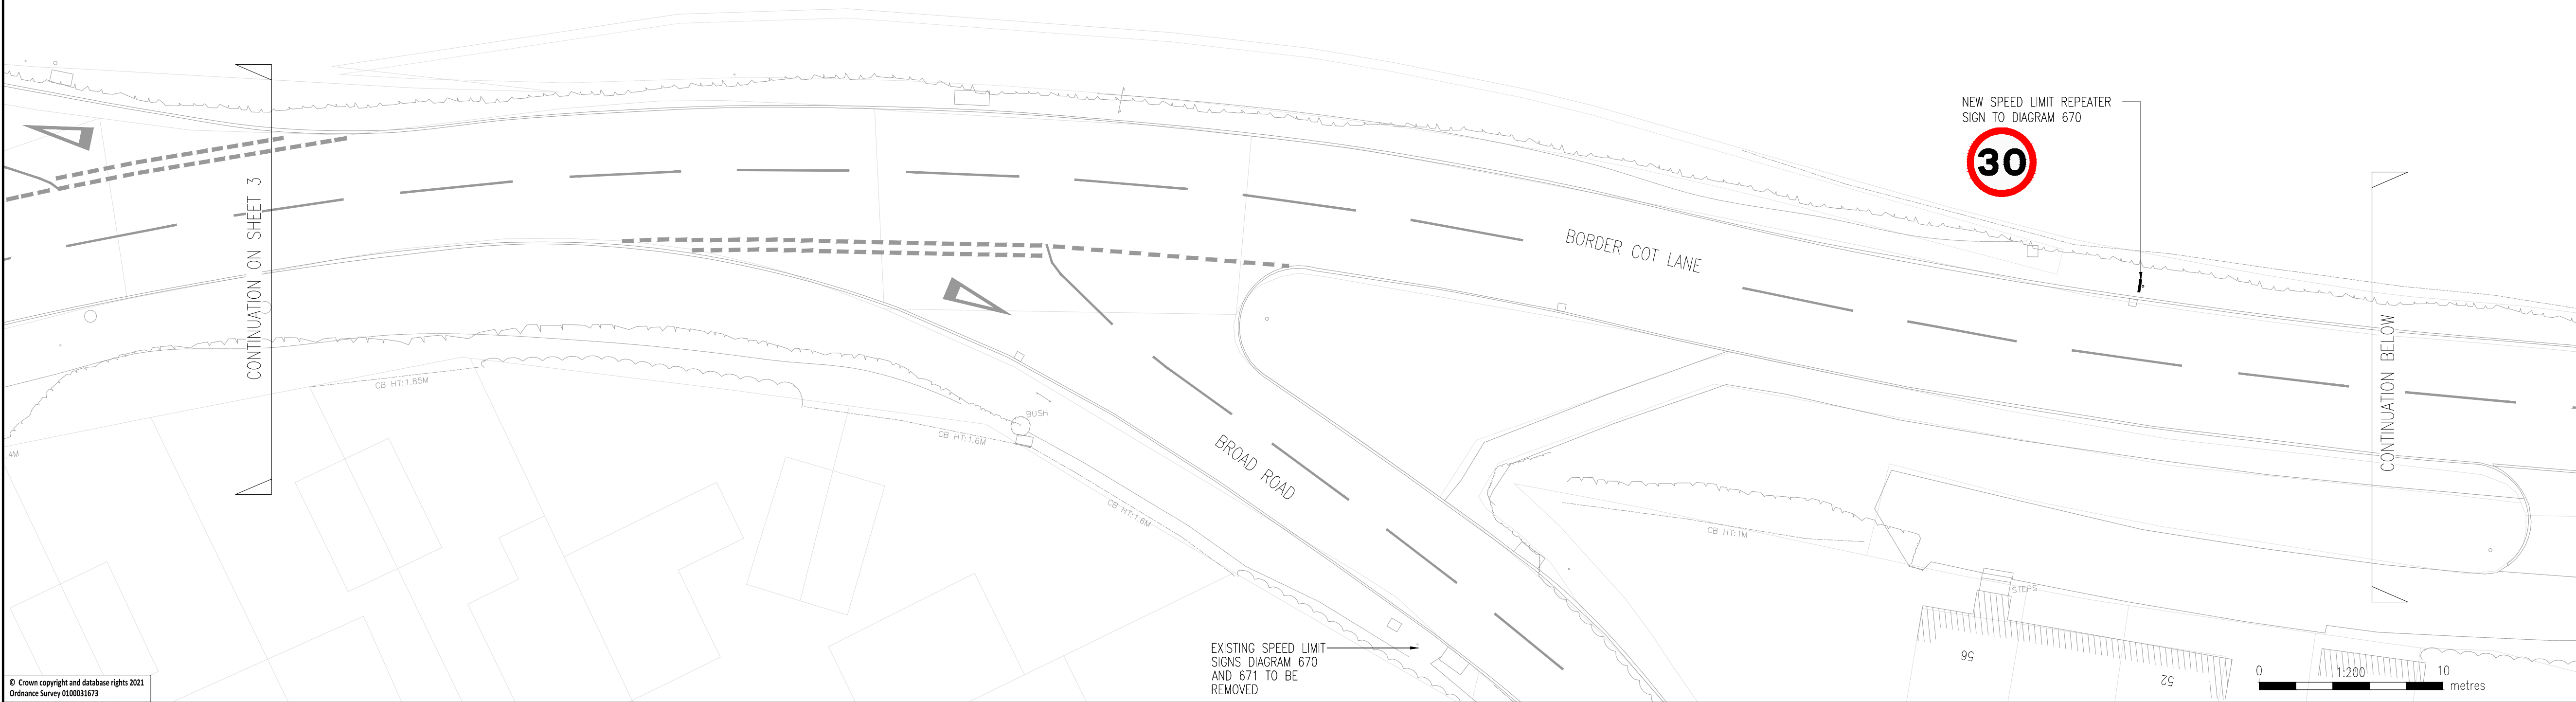 NEW SPEED LIMIT REPEATER
SIGN TO DIAGRAM 670
30
CONTINUATION ON SHEET 3
BORDER COT LANE
CONTINUATION BELOW
CB HT:1.85M
BUSH
CB HT:1.6M
4M
BROAD ROAD
CB HT:1.6M
CB HT:1M
STEPS
EXISTING SPEED LIMIT
SIGNS DIAGRAM 670
AND 671 TO BE
REMOVED
56
52
0 1:200 10
metres
© Crown copyright and database rights 2021
Ordnance Survey 0100031673